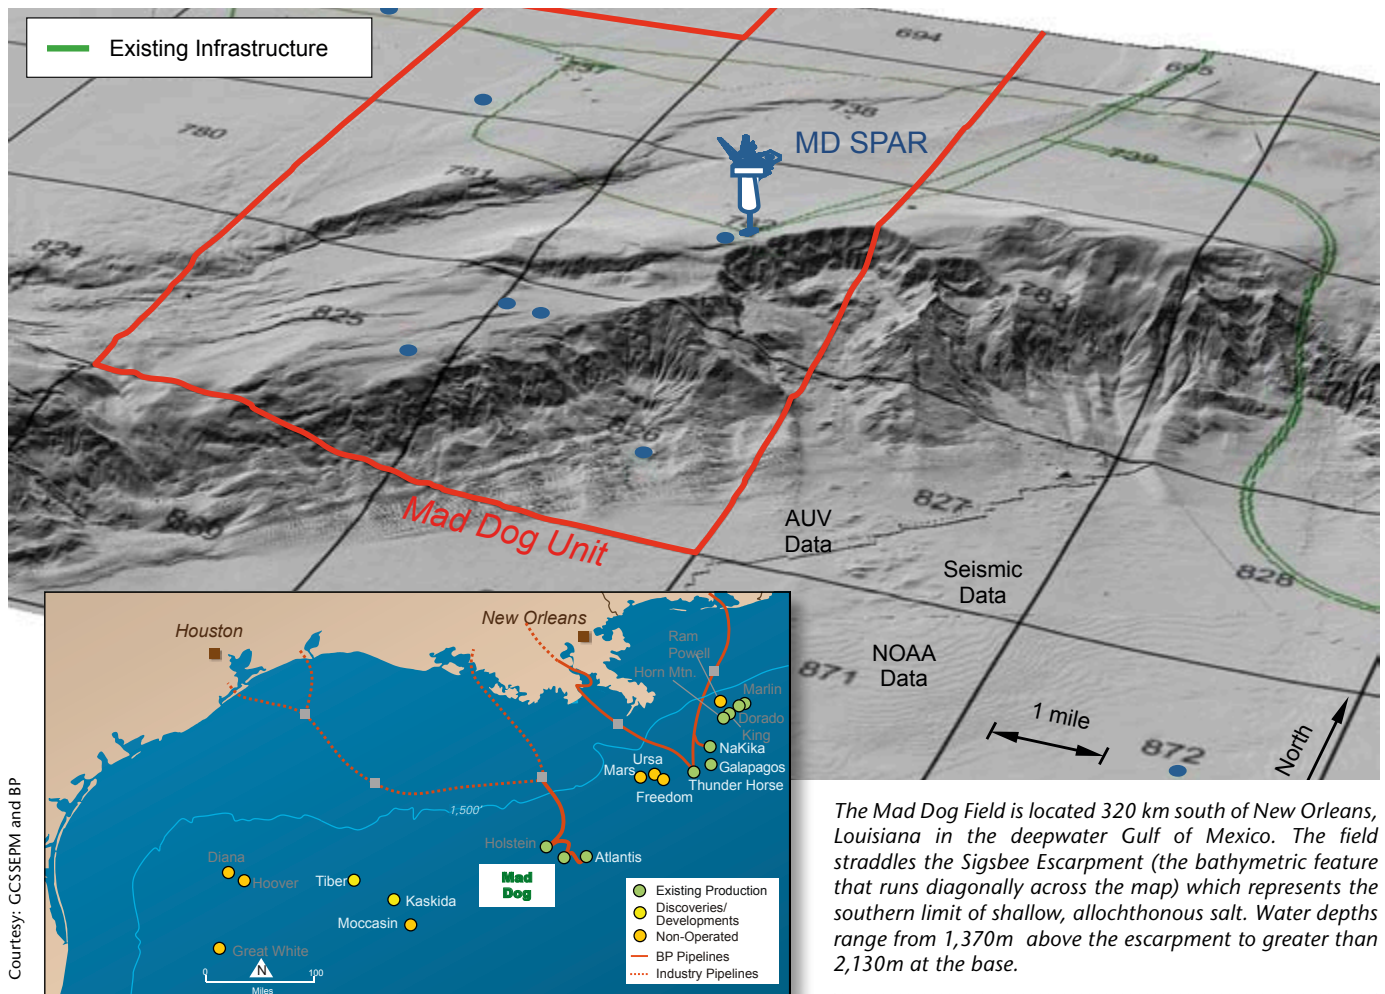 Existing Infrastructure
694
695
737
738
780
MD SPAR
739
781
782
824
783
825
826
869
Mad Dog Unit
AUV
Data
827
Seismic
Data
828
NOAA
Data
871
1 mile
872
North
Houston
New Orleans
Ram
Powell
Horn Mtn.
Marlin
Dorado
King
NaKika
Ursa
Mars
Galapagos
Thunder Horse
Freedom
1,500'
Holstein
Atlantis
Diana
Hoover
Tiber
Mad
Dog
Kaskida
Moccasin
Great White
0
N
100
Miles
Existing Production
Discoveries/
Developments
Non-Operated
BP Pipelines
Industry Pipelines
Courtesy: GCSSEPM and BP
The Mad Dog Field is located 320 km south of New Orleans,
Louisiana in the deepwater Gulf of Mexico. The field
straddles the Sigsbee Escarpment (the bathymetric feature
that runs diagonally across the map) which represents the
southern limit of shallow, allochthonous salt. Water depths
range from 1,370m above the escarpment to greater than
2,130m at the base.